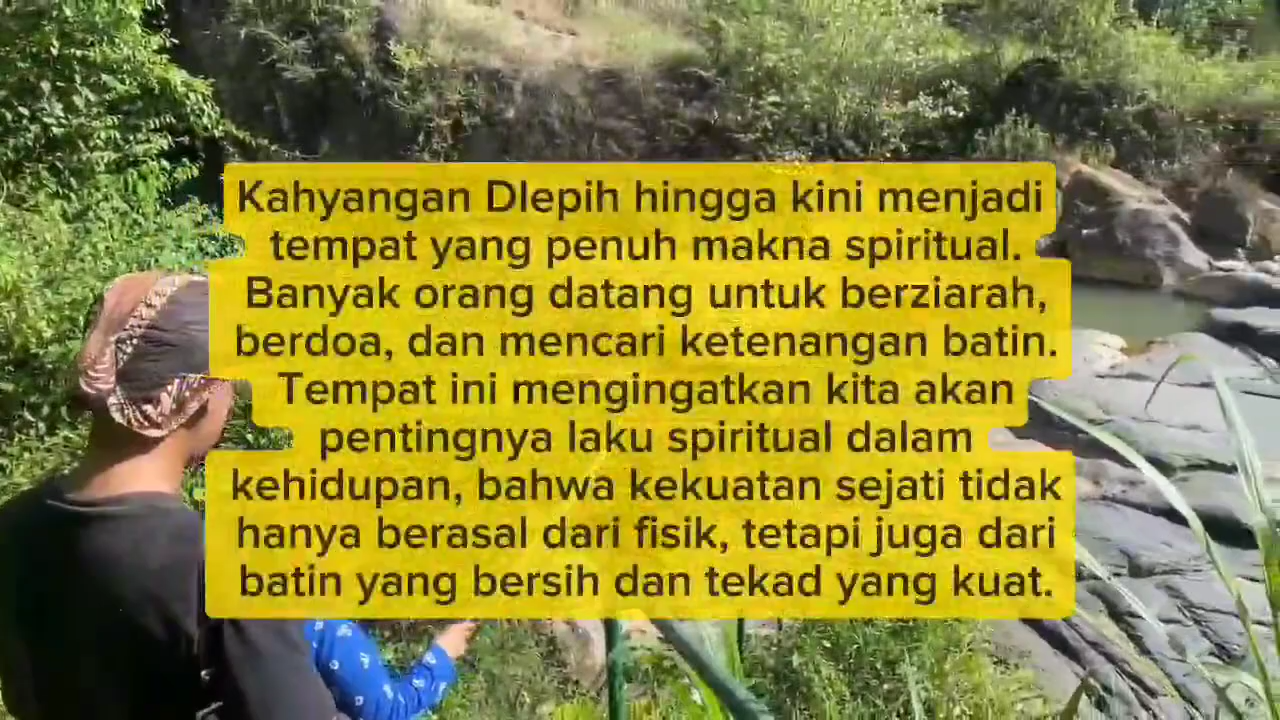 Kahyangan Dlepih hingga kini menjadi
tempat yang penuh makna spiritual.
Banyak orang datang untuk berziarah,
berdoa, dan mencari ketenangan batin.
Tempat ini mengingatkan kita akan
pentingnya laku spiritual dalam
kehidupan, bahwa kekuatan sejati tidak
hanya berasal dari fisik, tetapi juga dari
batin yang bersih dan tekad yang kuat.